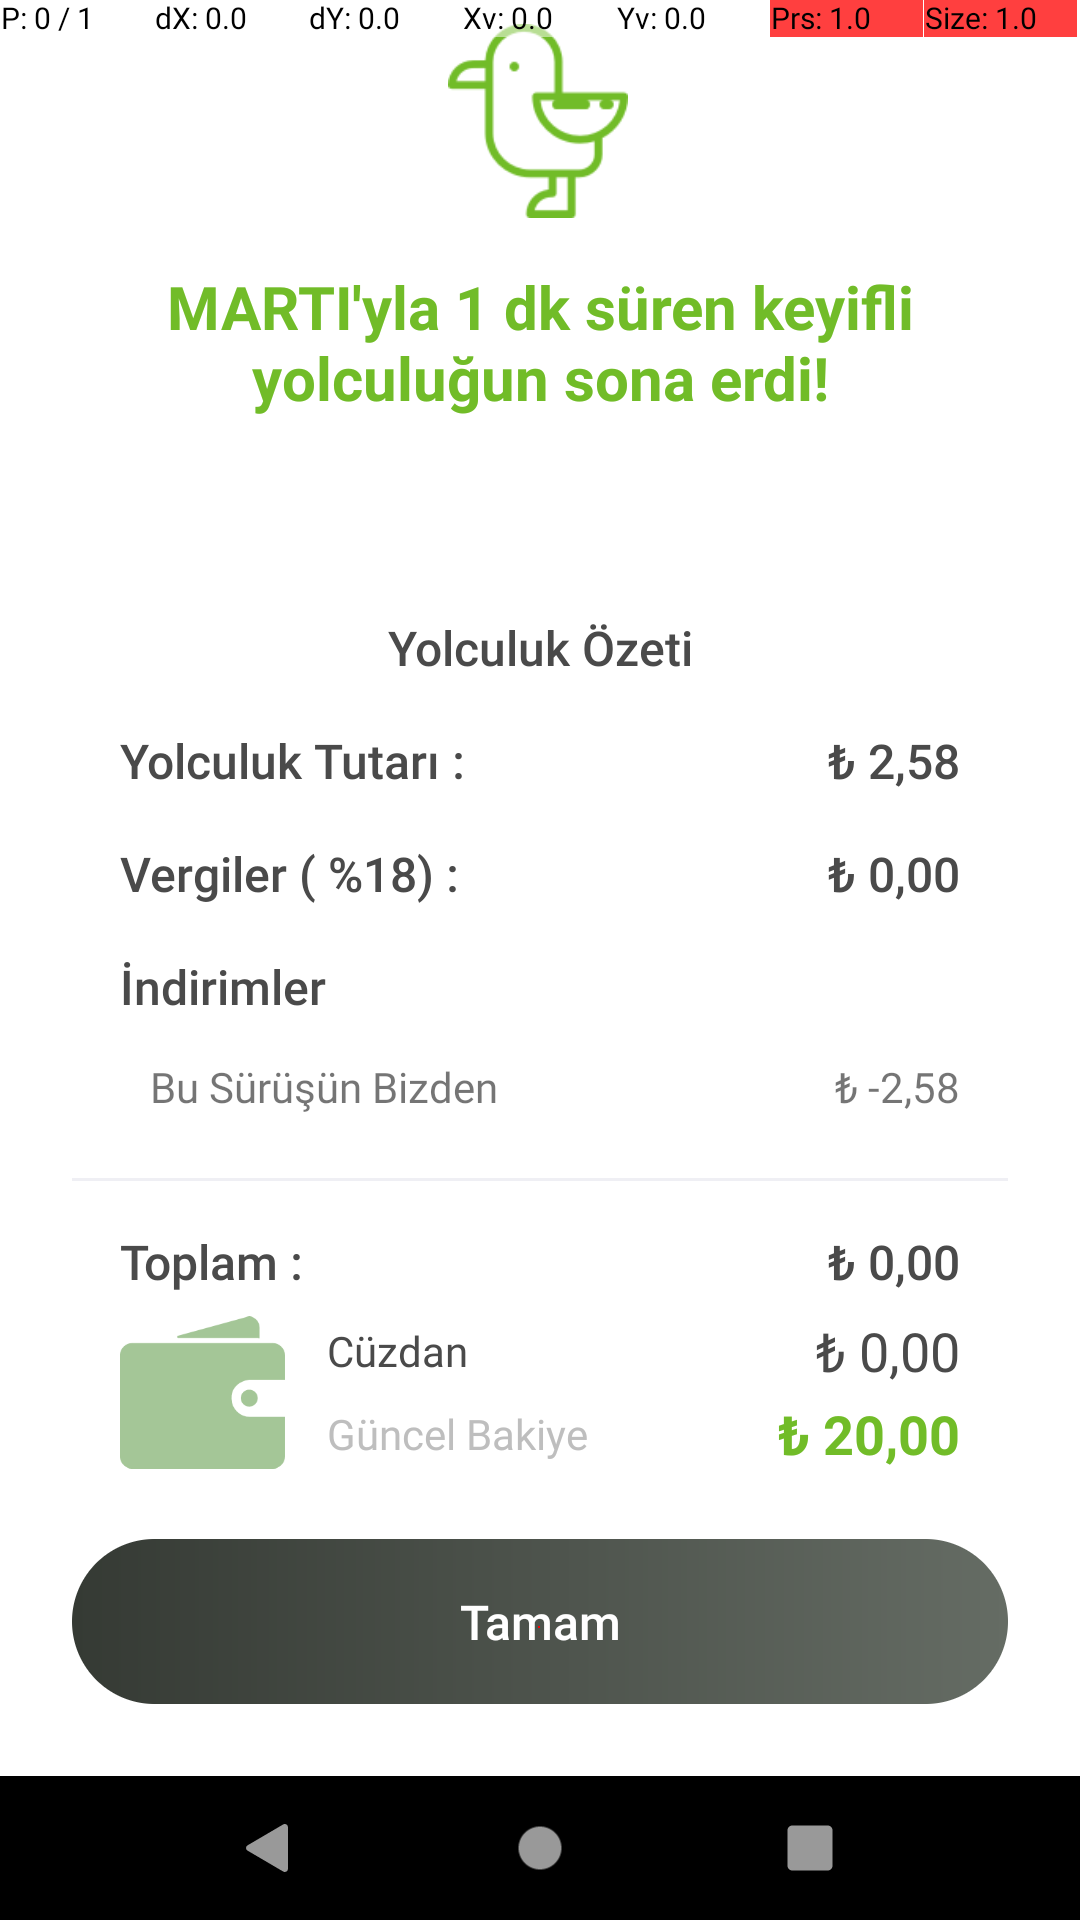 P: 0 / 1 dX: 0.0 dY: 0.0 Xv: 0.0 Yv: 0.0 Prs: 1.0 Size: 1.0
MARTI'yla 1 dk süren keyifli
yolculuğun sona erdi!
Yolculuk Özeti
Yolculuk Tutarı : ₺ 2,58
Vergiler ( %18) : ₺ 0,00
İndirimler
Bu Sürüşün Bizden ₺ -2,58
Toplam : ₺ 0,00
Cüzdan ₺ 0,00
Güncel Bakiye ₺ 20,00
Tamam